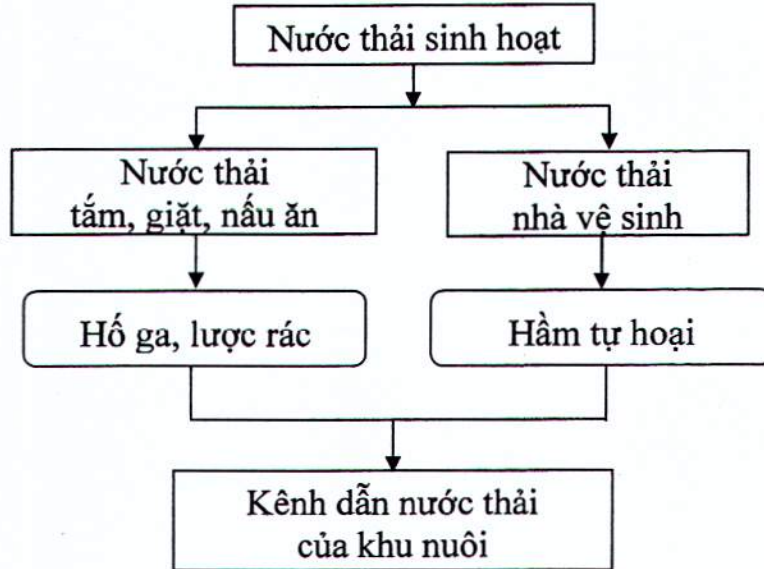 Nước thải sinh hoạt
Nước thải
tắm, giặt, nấu ăn
Nước thải
nhà vệ sinh
Hố ga, lược rác
Hầm tự hoại
Kênh dẫn nước thải
của khu nuôi